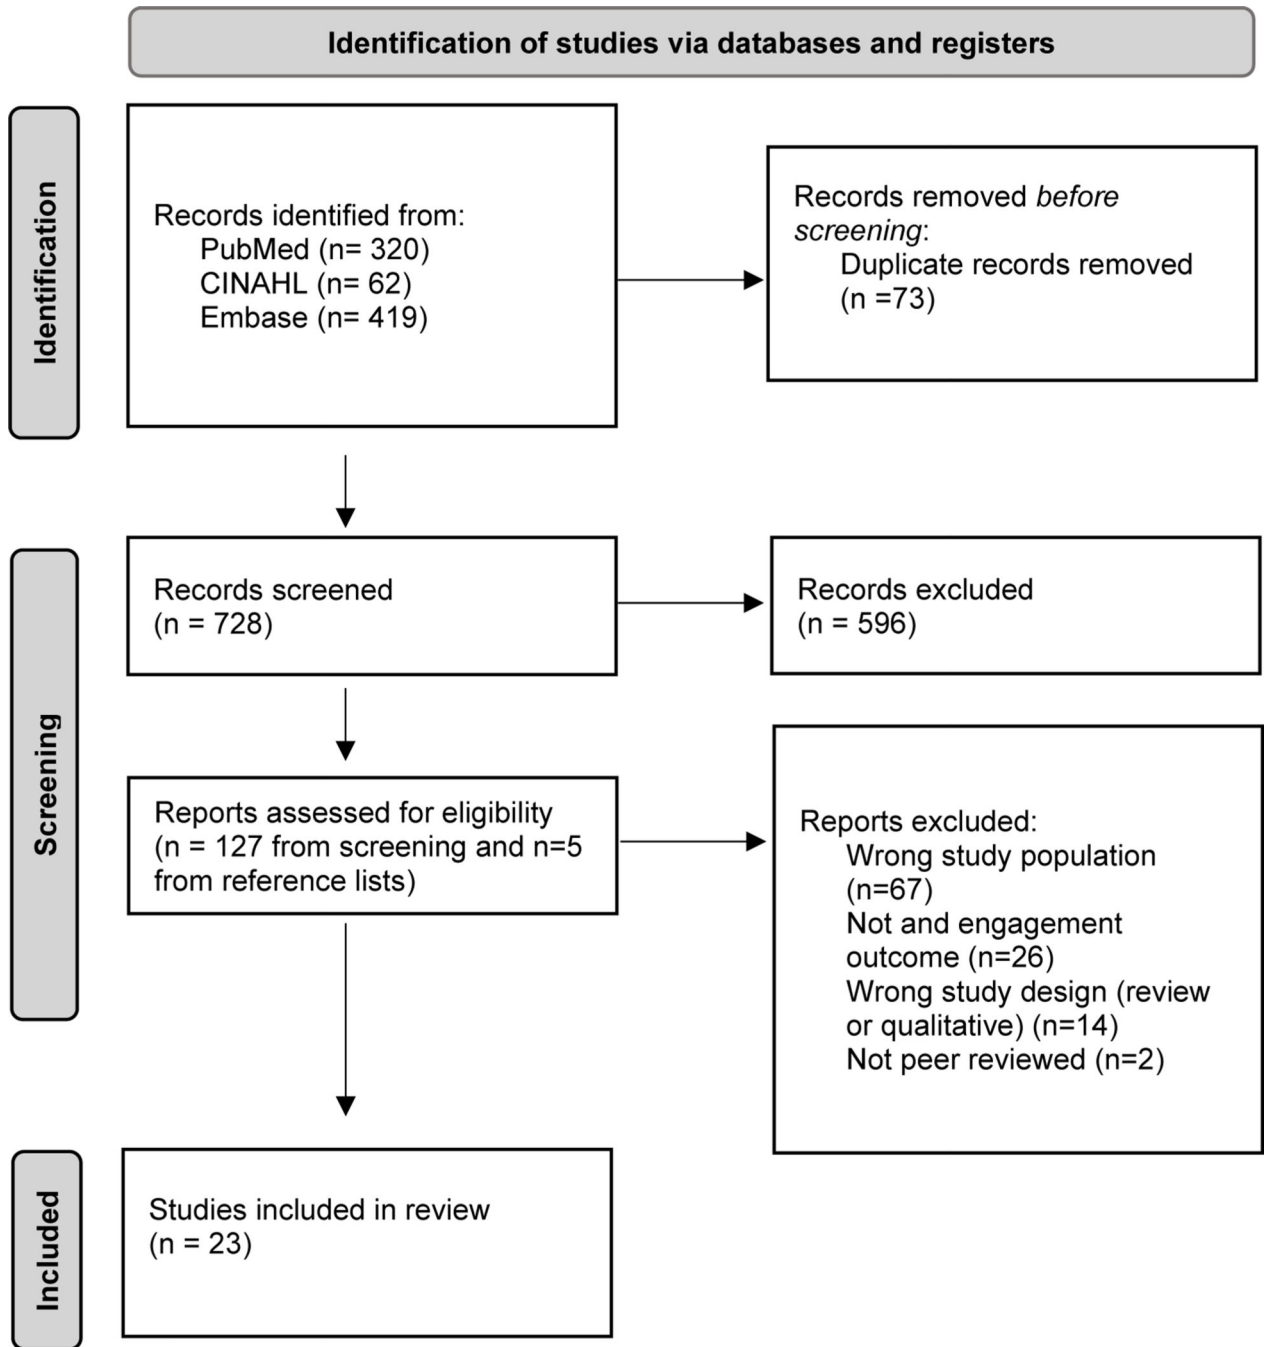 Identification of studies via databases and registers
Identification
Records identified from:
PubMed (n= 320)
CINAHL (n= 62)
Embase (n= 419)
Records removed before
screening:
Duplicate records removed
(n =73)
Screening
Records screened
(n = 728)
Records excluded
(n = 596)
Reports assessed for eligibility
(n = 127 from screening and n=5
from reference lists)
Reports excluded:
Wrong study population
(n=67)
Not and engagement
outcome (n=26)
Wrong study design (review
or qualitative) (n=14)
Not peer reviewed (n=2)
Included
Studies included in review
(n = 23)